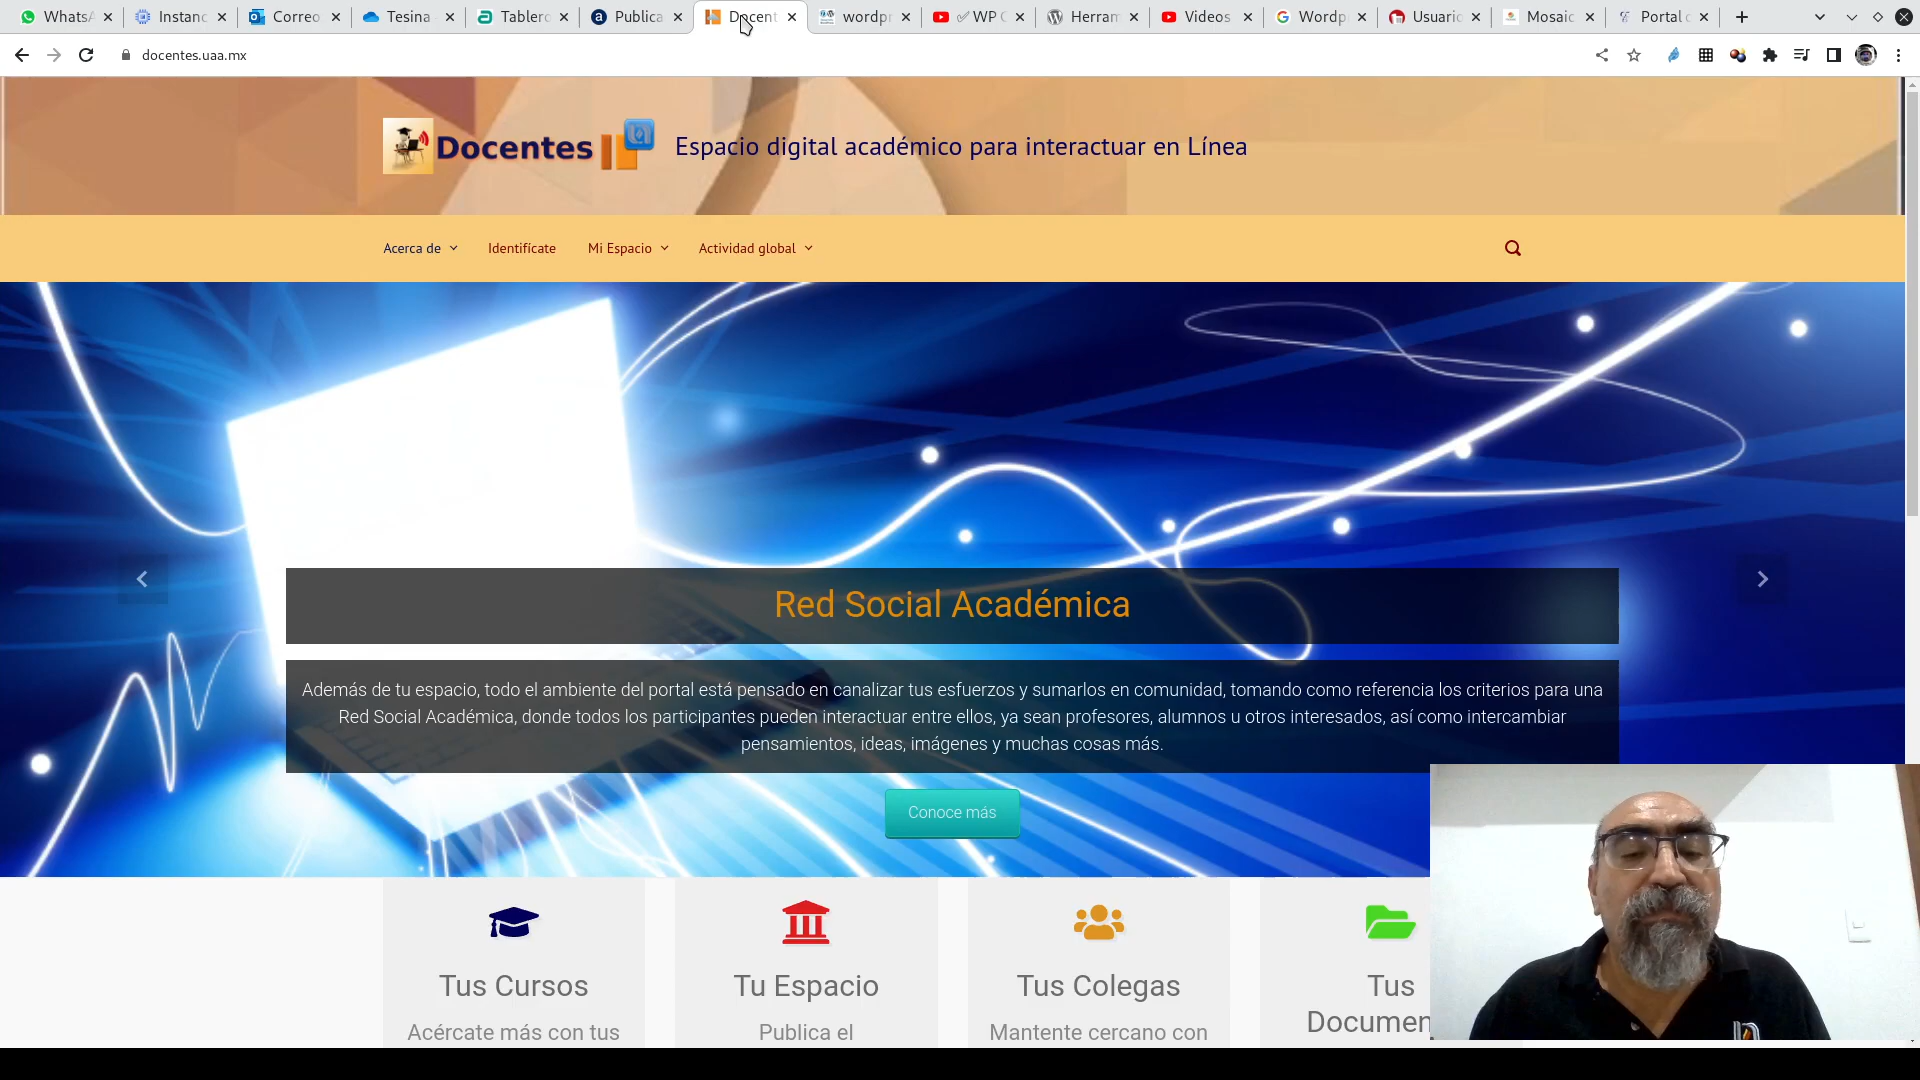 WhatsA
Instanc
Correo
Tesina
Tablero
Publica
Docent
wordpr
WP
Herram
Videos
Wordp
Usuario
Mosaic
Portal
docentes.uaa.mx
Docentes
Espacio digital académico para interactuar en Línea
Acerca de
Identifícate
Mi Espacio
Actividad global
Red Social Académica
Además de tu espacio, todo el ambiente del portal está pensado en canalizar tus esfuerzos y sumarlos en comunidad, tomando como referencia los criterios para una
Red Social Académica, donde todos los participantes pueden interactuar entre ellos, ya sean profesores, alumnos u otros interesados, así como intercambiar
pensamientos, ideas, imágenes y muchas cosas más.
Conoce más
Tus Cursos
Acércate más con tus
Tu Espacio
Publica el
Tus Colegas
Mantente cercano con
Tus
Documen